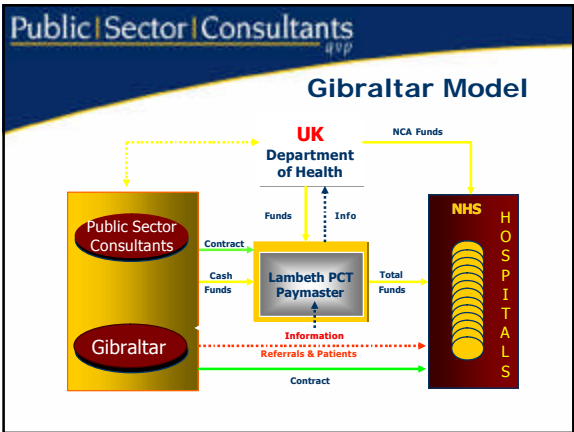 Public Sector Consultants
qvp
Gibraltar Model
UK
Department
of Health
NCA Funds
Funds
Info
NHS
HOSPITALS
Public Sector
Consultants
Contract
Cash
Funds
Lambeth PCT
Paymaster
Total
Funds
Gibraltar
Information
Referrals & Patients
Contract